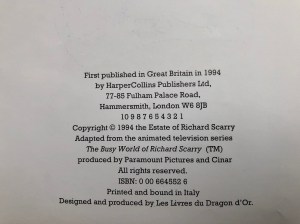 First published in Great Britain in 1994
by HarperCollins Publishers Ltd,
77-85 Fulham Palace Road,
Hammersmith, London W6 8JB
10 9 8 7 6 5 4 3 2 1
Copyright © 1994 the Estate of Richard Scarry
Adapted from the animated television series
The Busy World of Richard Scarry (TM)
produced by Paramount Pictures and Cinar
All rights reserved.
ISBN: 0 00 664552 6
Printed and bound in Italy
Designed and produced by Les Livres du Dragon d'Or.